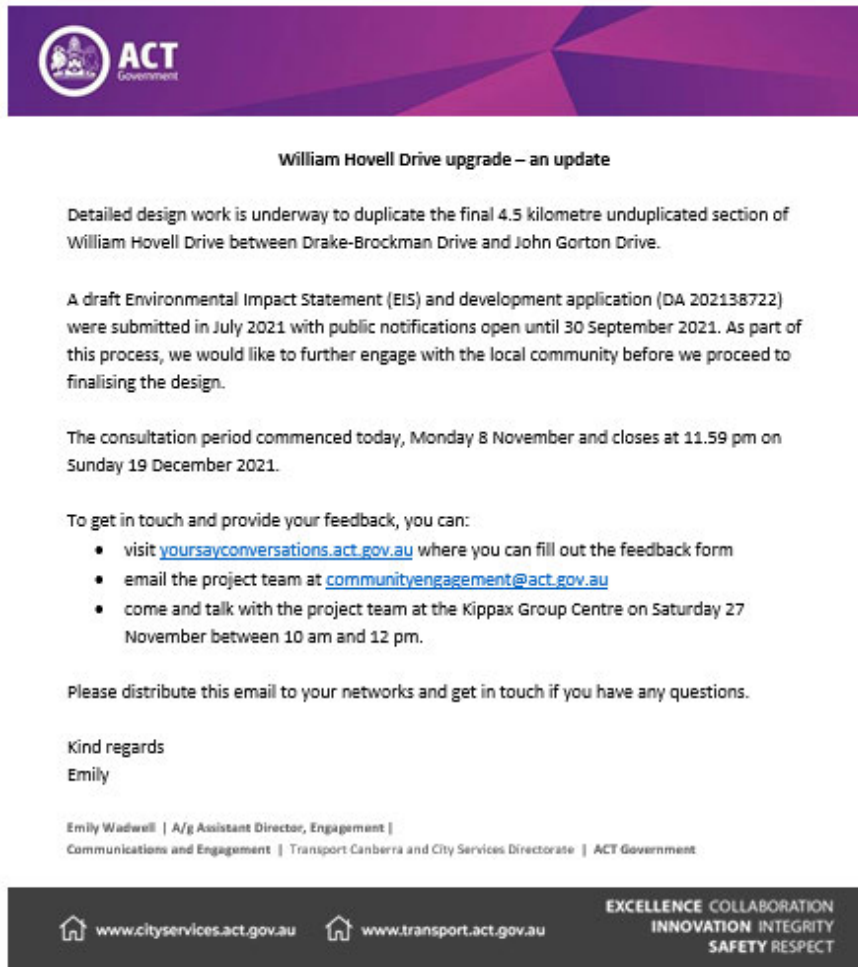 ACT
Government
William Hovell Drive upgrade – an update
Detailed design work is underway to duplicate the final 4.5 kilometre unduplicated section of
William Hovell Drive between Drake-Brockman Drive and John Gorton Drive.
A draft Environmental Impact Statement (EIS) and development application (DA 202138722)
were submitted in July 2021 with public notifications open until 30 September 2021. As part of
this process, we would like to further engage with the local community before we proceed to
finalising the design.
The consultation period commenced today, Monday 8 November and closes at 11.59 pm on
Sunday 19 December 2021.
To get in touch and provide your feedback, you can:
• visit yoursayconversations.act.gov.au where you can fill out the feedback form
• email the project team at communityengagement@act.gov.au
• come and talk with the project team at the Kippax Group Centre on Saturday 27
November between 10 am and 12 pm.
Please distribute this email to your networks and get in touch if you have any questions.
Kind regards
Emily
Emily Wadwell | A/g Assistant Director, Engagement |
Communications and Engagement | Transport Canberra and City Services Directorate | ACT Government
www.cityservices.act.gov.au www.transport.act.gov.au
EXCELLENCE COLLABORATION
INNOVATION INTEGRITY
SAFETY RESPECT